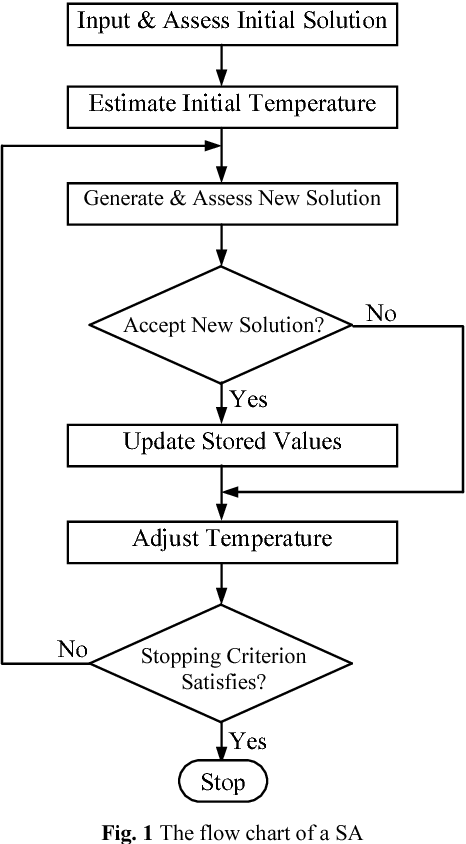 Input & Assess Initial Solution
Estimate Initial Temperature
Generate & Assess New Solution
Accept New Solution?
No
Yes
Update Stored Values
Adjust Temperature
No
Stopping Criterion
Satisfies?
Yes
Stop
Fig. 1 The flow chart of a SA